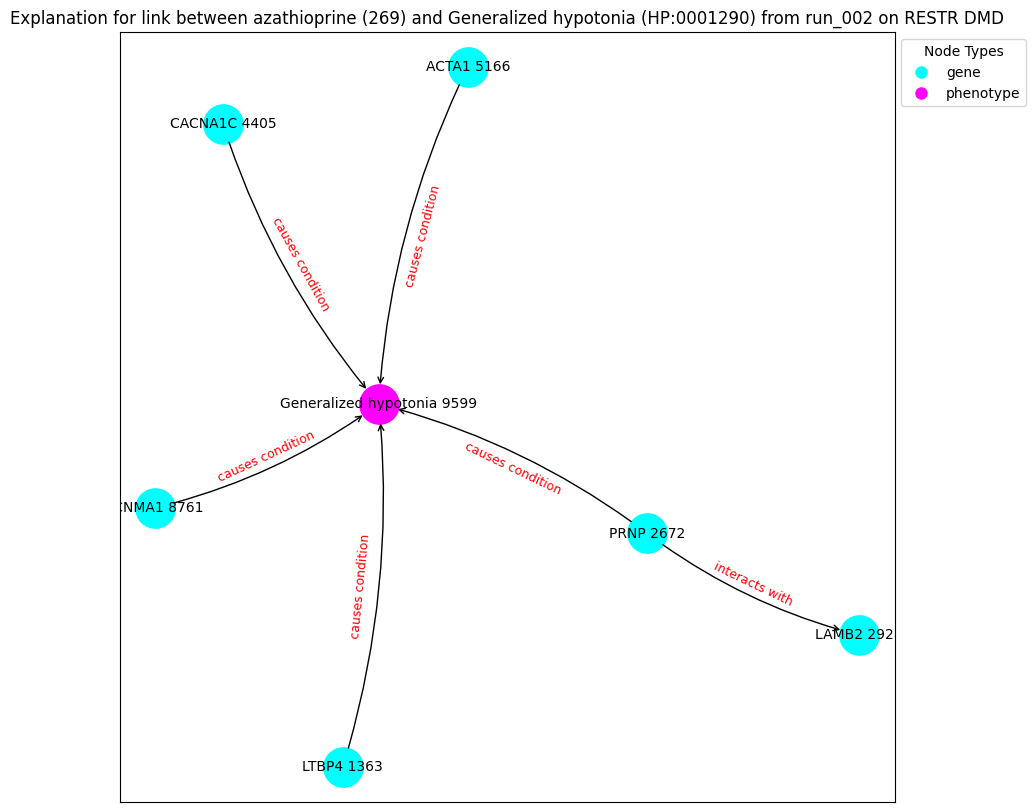 Explanation for link between azathioprine (269) and Generalized hypotonia (HP:0001290) from run_002 on RESTR DMD
Node Types
gene
phenotype
ACTA1 5166
CACNA1C 4405
causes condition
causes condition
Generalized hypotonia 9599
causes condition
causes condition
CNMA1 8761
PRNP 2672
causes condition
interacts with
LAMB2 292
LTBP4 1363